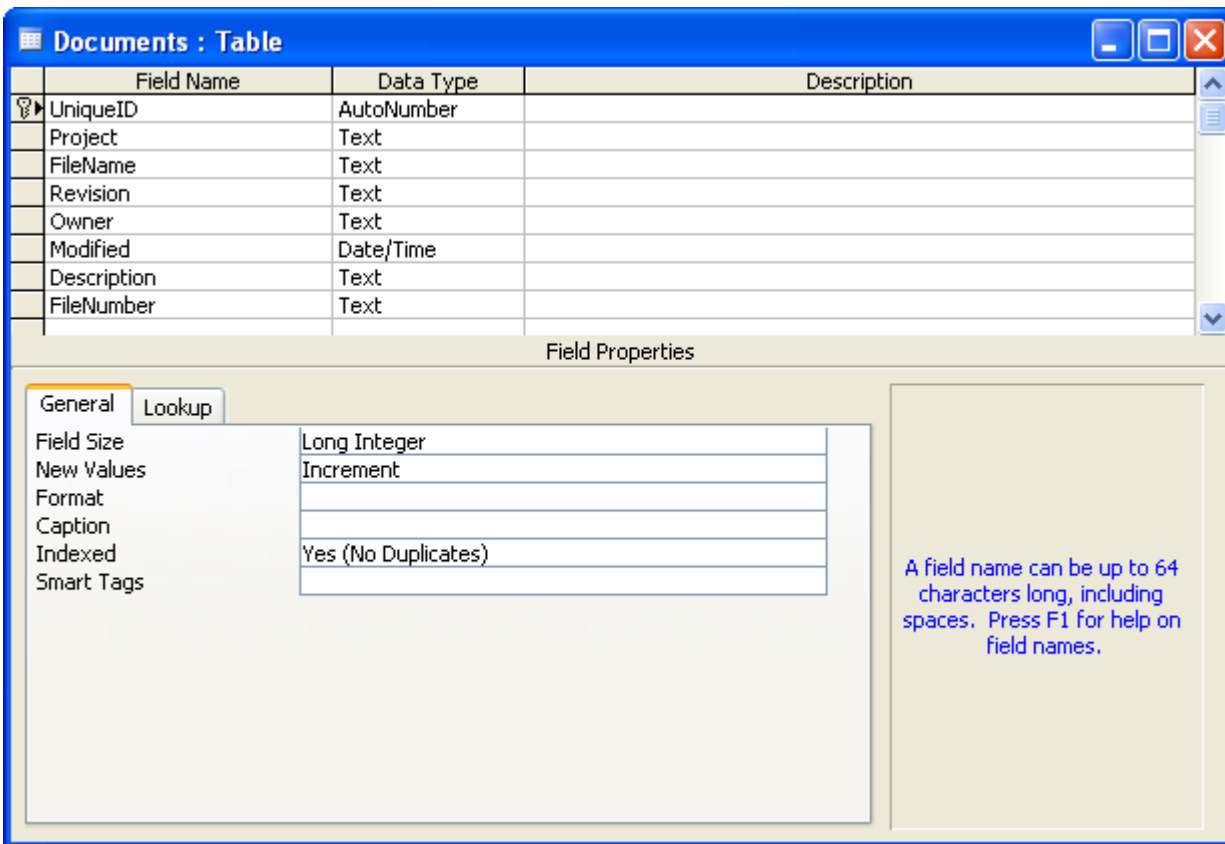 Documents : Table
Field Name Data Type Description
UniqueID AutoNumber
Project Text
FileName Text
Revision Text
Owner Text
Modified Date/Time
Description Text
FileNumber Text
Field Properties
General Lookup
Field Size Long Integer
New Values Increment
Format
Caption
Indexed Yes (No Duplicates)
Smart Tags
A field name can be up to 64
characters long, including
spaces. Press F1 for help on
field names.